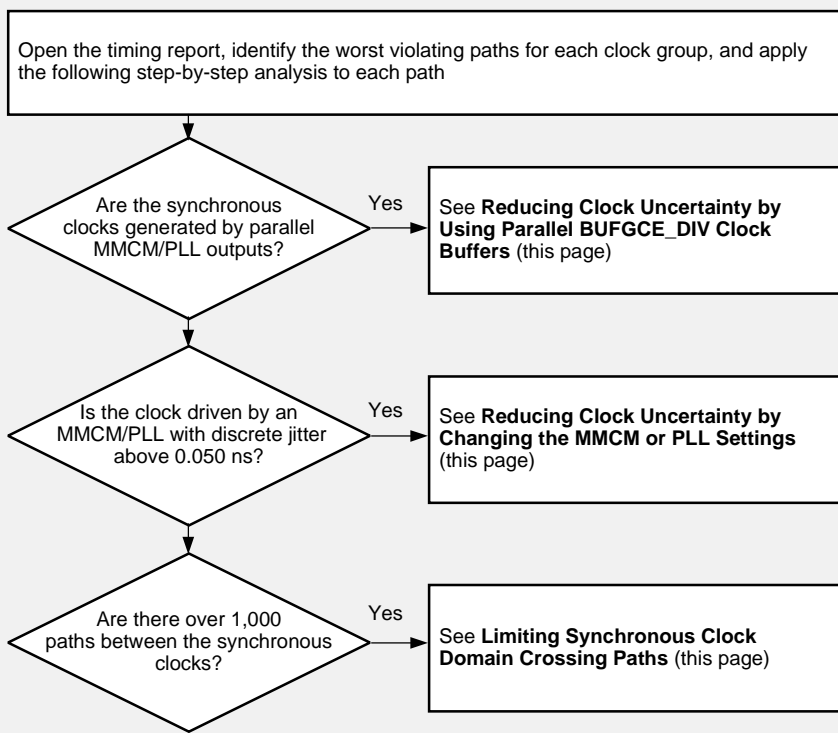 Open the timing report, identify the worst violating paths for each clock group, and apply
the following step-by-step analysis to each path
Are the synchronous
clocks generated by parallel
MMCM/PLL outputs?
Yes
See Reducing Clock Uncertainty by
Using Parallel BUFGCE_DIV Clock
Buffers (this page)
Is the clock driven by an
MMCM/PLL with discrete jitter
above 0.050 ns?
Yes
See Reducing Clock Uncertainty by
Changing the MMCM or PLL Settings
(this page)
Are there over 1,000
paths between the synchronous
clocks?
Yes
See Limiting Synchronous Clock
Domain Crossing Paths (this page)